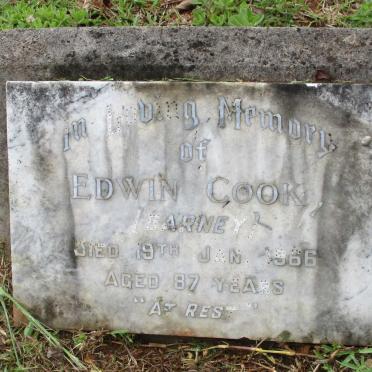 In Loving Memory
of
EDWIN COOK
(BARNEY)
DIED 19TH JAN. 1966
AGED 87 YEARS
"AT REST"